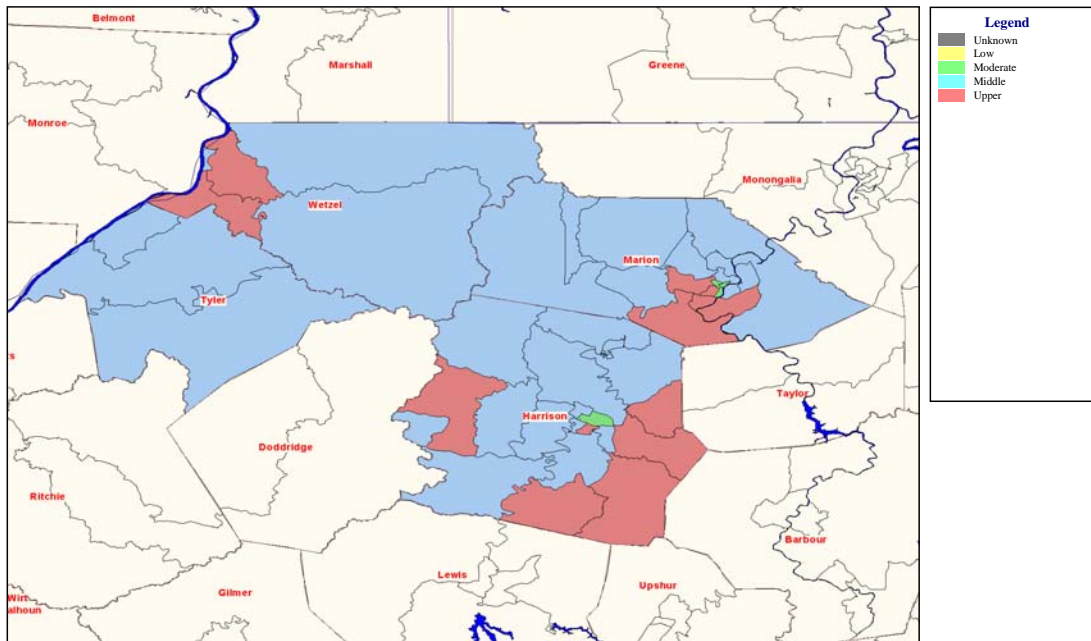 Belmont
Marshall
Greene
Monroe
Monongalia
Wetzel
Marion
Tyler
ts
Taylor
Harrison
Doddridge
Ritchie
Barbour
Lewis
Upshur
Gilmer
Wirt
alhoun
Legend
Unknown
Low
Moderate
Middle
Upper